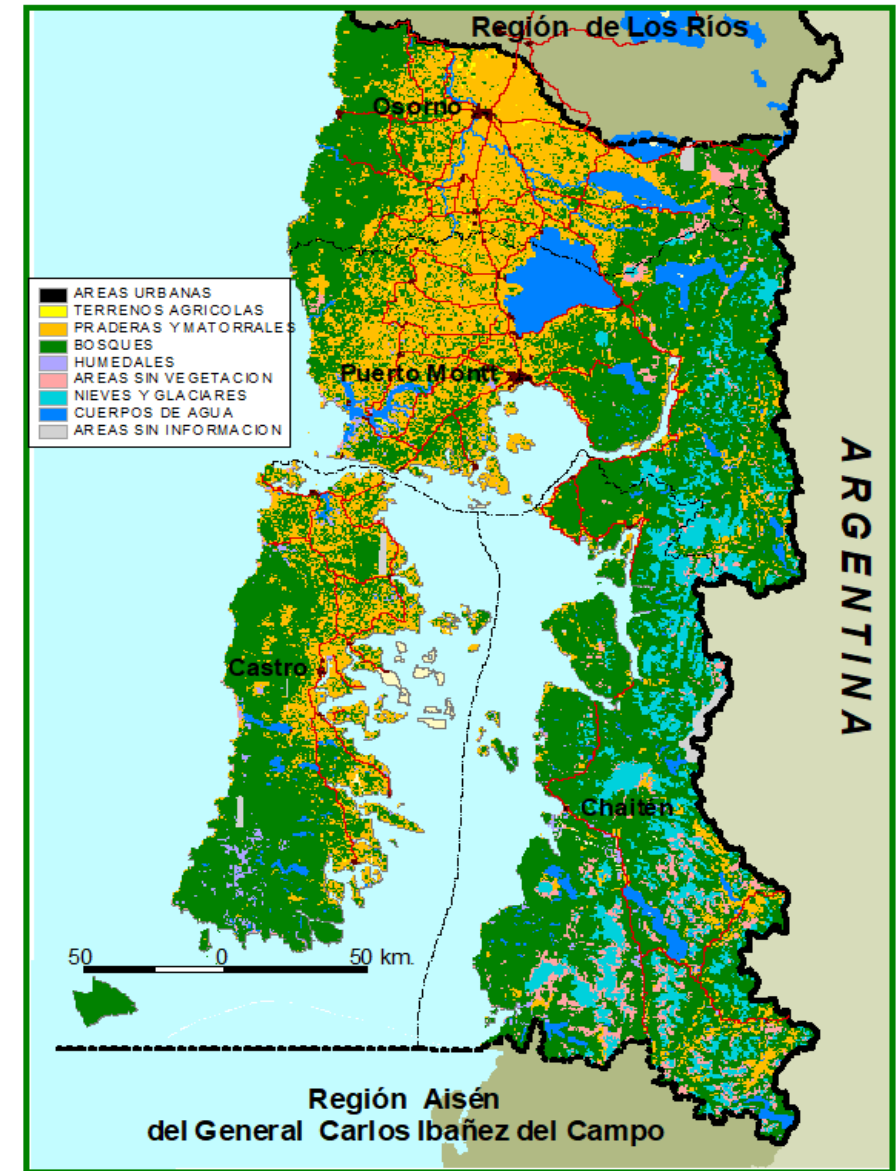 Región de Los Ríos
Osorno
AREAS URBANAS
TERRENOS AGRICOLAS
PRADERAS Y MATORRALES
BOSQUES
HUMEDALES
AREAS SIN VEGETACION
NIEVES Y GLACIARES
CUERPOS DE AGUA
AREAS SIN INFORMACION
Puerto Montt
ARGENTINA
Castro
Chaitén
50 0 50 km.
Región Aisén
del General Carlos Ibañez del Campo